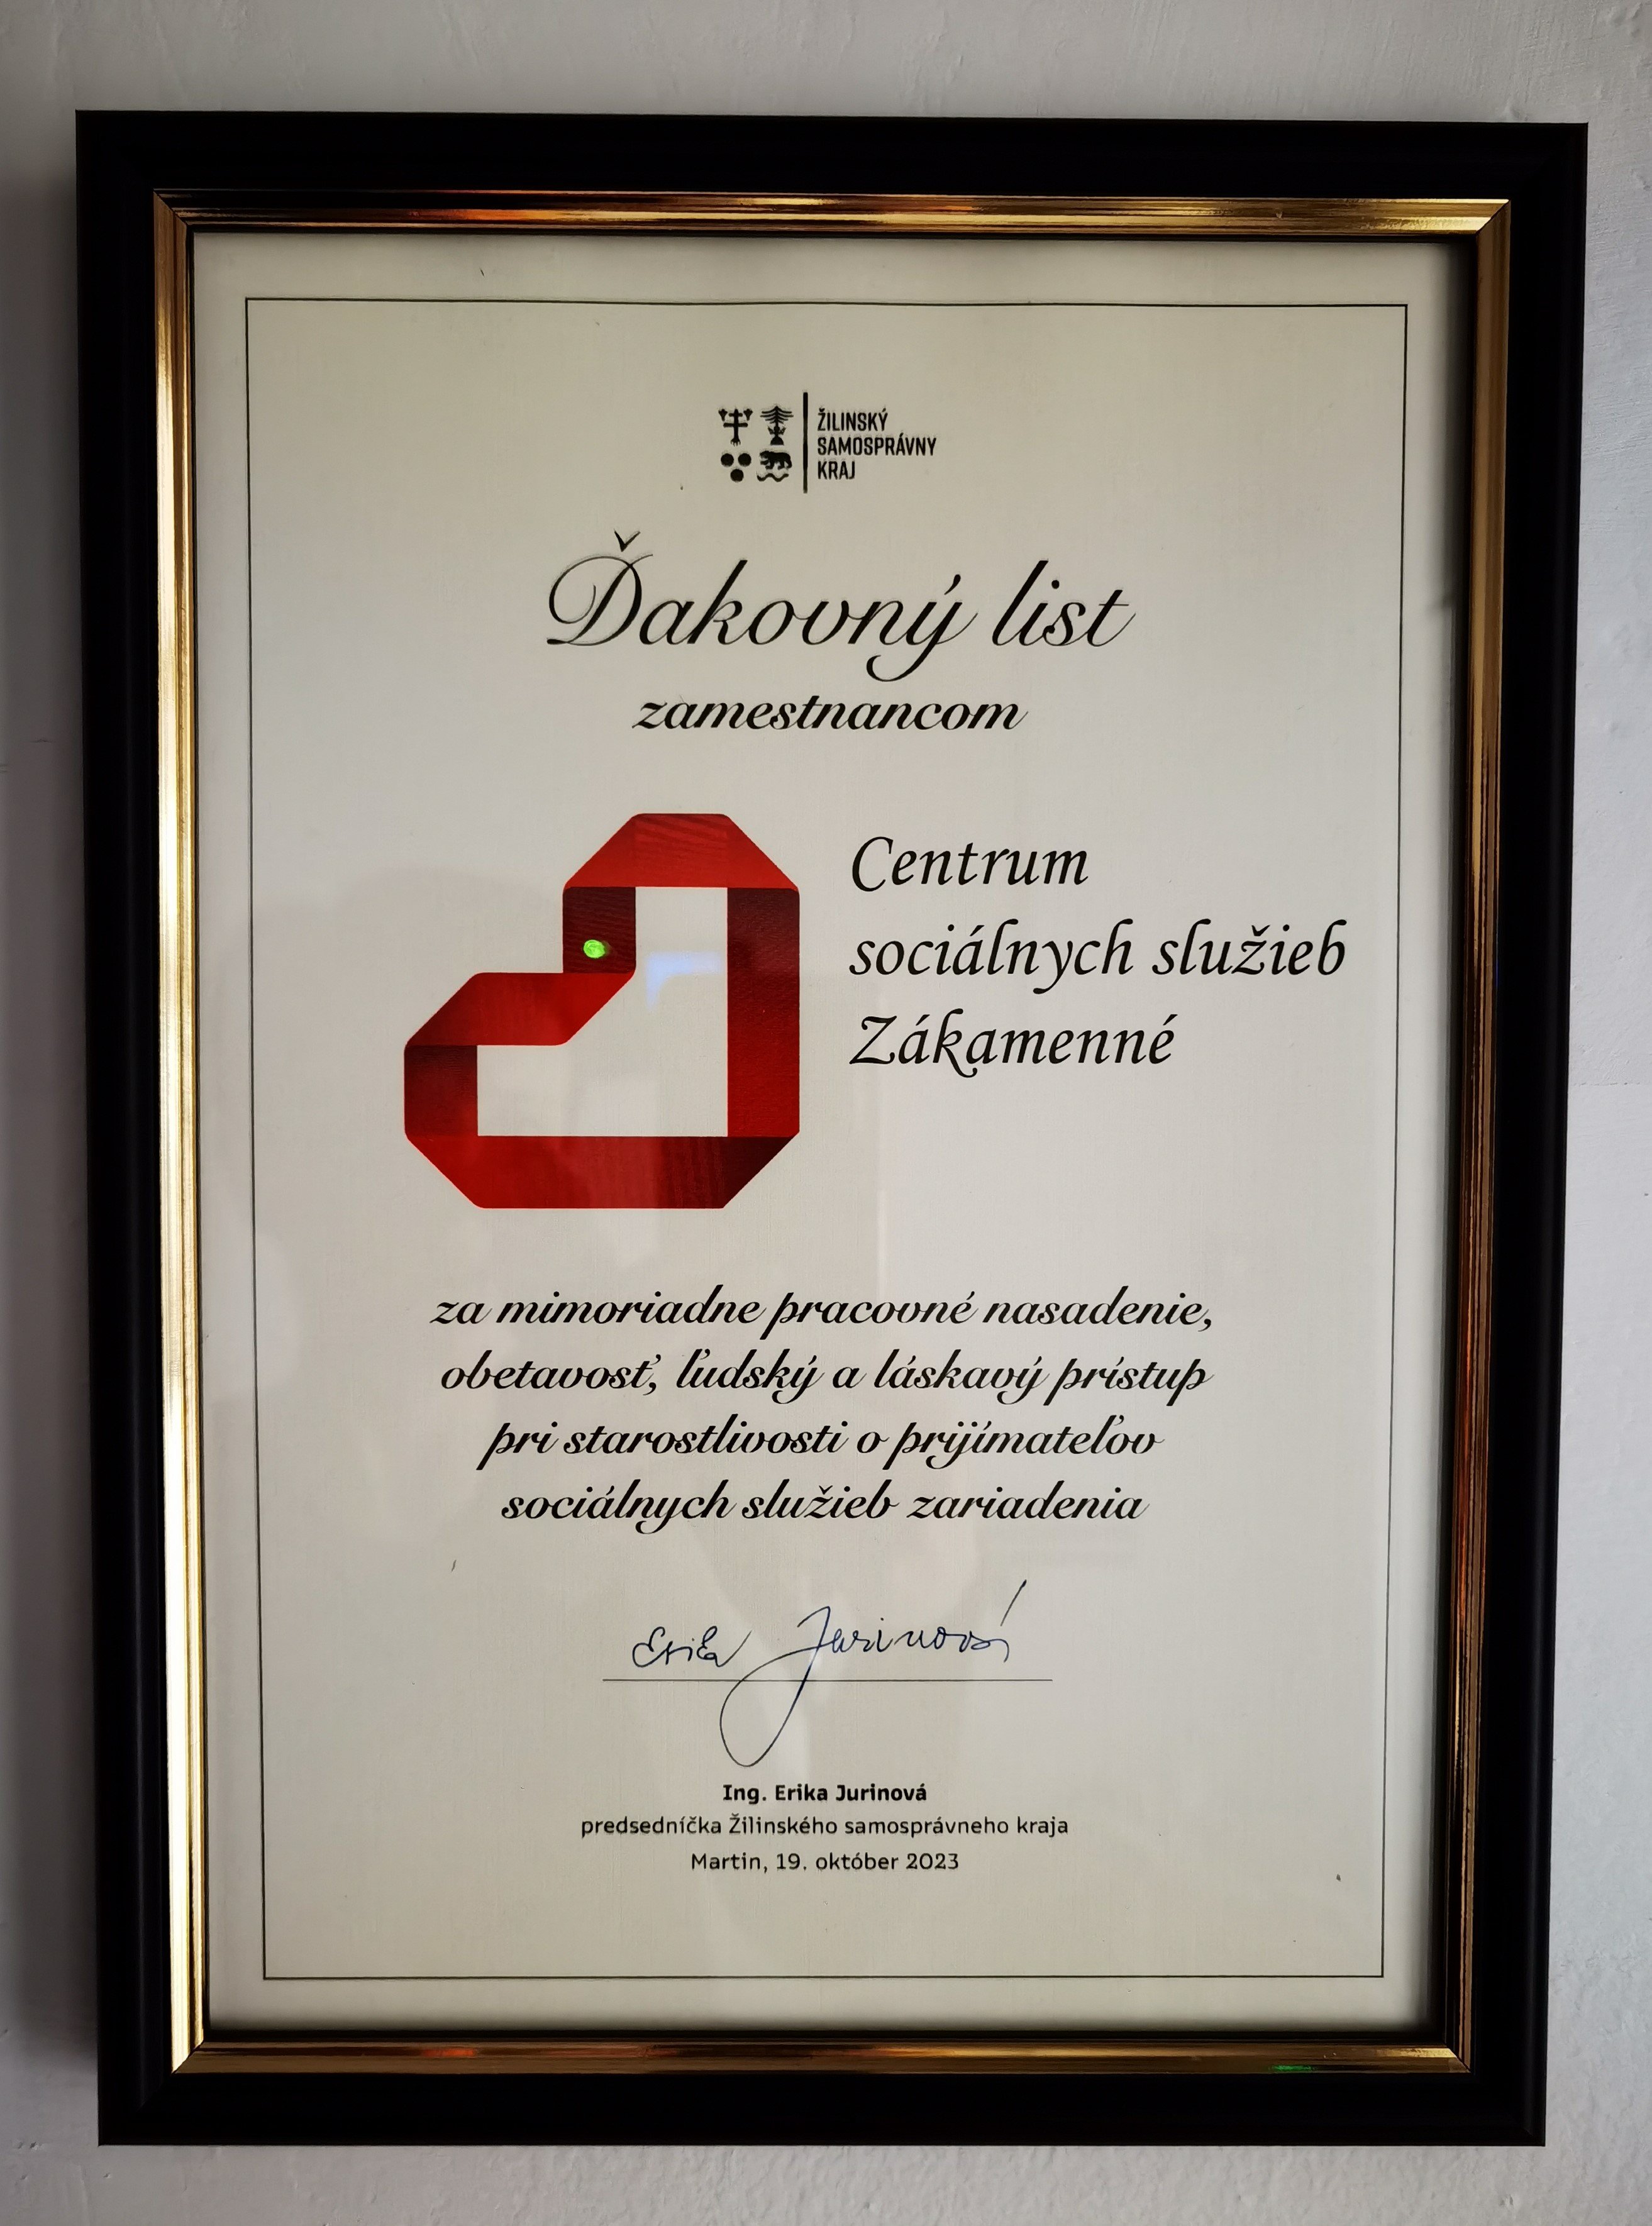 ŽILINSKÝ
SAMOSPRÁVNY
KRAJ
Ďakovný list
zamestnancom
Centrum
sociálnych služieb
Zákamenné
za mimoriadne pracovné nasadenie,
obetavosť, ľudský a láskavý prístup
pri starostlivosti o prijímateľov
sociálnych služieb zariadenia
Erika Jurinová
Ing. Erika Jurinová
predsedníčka Žilinského samosprávneho kraja
Martin, 19. október 2023